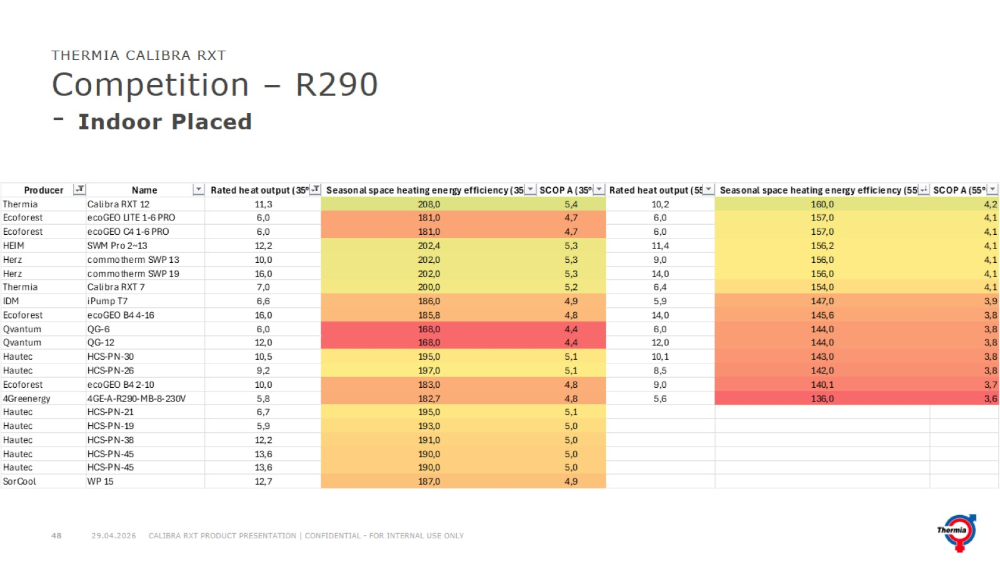 THERMIA CALIBRA RXT
Competition – R290
- Indoor Placed
Producer Name Rated heat output (35° Seasonal space heating energy efficiency (35 SCOP A (35° Rated heat output (55 Seasonal space heating energy efficiency (55 SCOP A (55°
Thermia Calibra RXT 12 11,3 208,0 5,4 10,2 160,0 4,2
Ecoforest ecoGEO LITE 1-6 PRO 6,0 181,0 4,7 6,0 157,0 4,1
Ecoforest ecoGEO C4 1-6 PRO 6,0 181,0 4,7 6,0 157,0 4,1
HEIM SWM Pro 2~13 12,2 202,4 5,3 11,4 156,2 4,1
Herz commotherm SWP 13 10,0 202,0 5,3 9,0 156,0 4,1
Herz commotherm SWP 19 16,0 202,0 5,3 14,0 156,0 4,1
Thermia Calibra RXT 7 7,0 200,0 5,2 6,4 154,0 4,1
IDM iPump T7 6,6 186,0 4,9 5,9 147,0 3,9
Ecoforest ecoGEO B4 4-16 16,0 185,8 4,8 14,0 145,6 3,8
Qvantum QG-6 6,0 168,0 4,4 6,0 144,0 3,8
Qvantum QG-12 12,0 168,0 4,4 12,0 144,0 3,8
Hautec HCS-PN-30 10,5 195,0 5,1 10,1 143,0 3,8
Hautec HCS-PN-26 9,2 197,0 5,1 8,5 142,0 3,8
Ecoforest ecoGEO B4 2-10 10,0 183,0 4,8 9,0 140,1 3,7
4Greenergy 4GE-A-R290-MB-8-230V 5,8 182,7 4,8 5,6 136,0 3,6
Hautec HCS-PN-21 6,7 195,0 5,1
Hautec HCS-PN-19 5,9 193,0 5,0
Hautec HCS-PN-38 12,2 191,0 5,0
Hautec HCS-PN-45 13,6 190,0 5,0
Hautec HCS-PN-45 13,6 190,0 5,0
SorCool WP 15 12,7 187,0 4,9
48 29.04.2026 CALIBRA RXT PRODUCT PRESENTATION | CONFIDENTIAL - FOR INTERNAL USE ONLY
Thermia